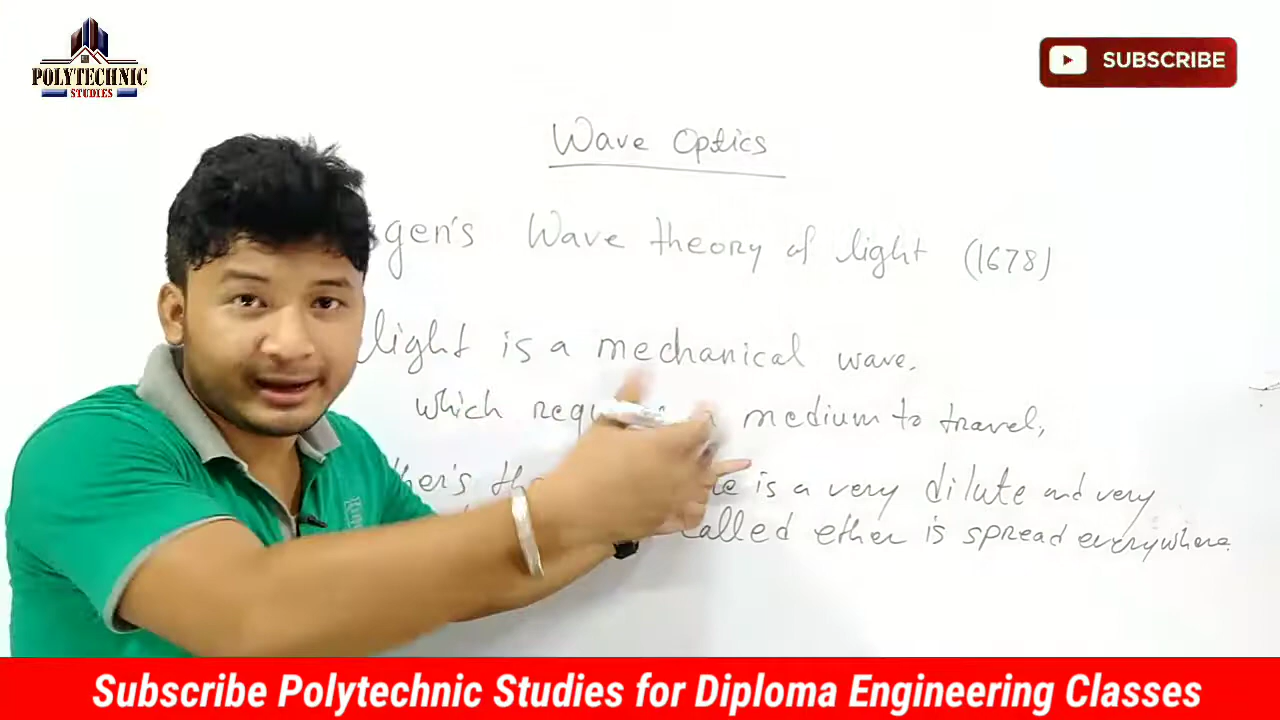 POLYTECHNIC
STUDIES
SUBSCRIBE
Wave Optics
gen's Wave theory of light (1678)
light is a mechanical wave.
which a medium to travel,
is a very dilute and very
called ether is spread everywhere.
Subscribe Polytechnic Studies for Diploma Engineering Classes